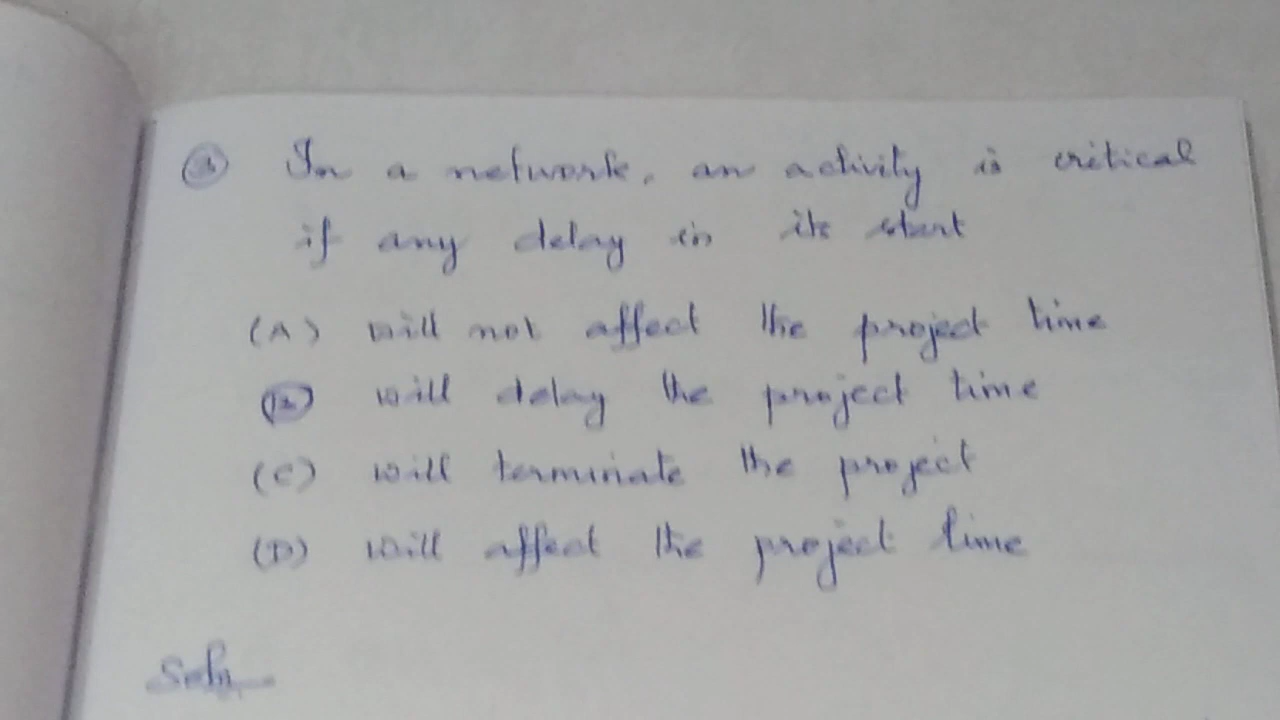 In a network, an activity is critical
if any delay in its start
(A) will not affect the project time
(B) will delay the project time
(C) will terminate the project
(D) will affect the project time
Soln